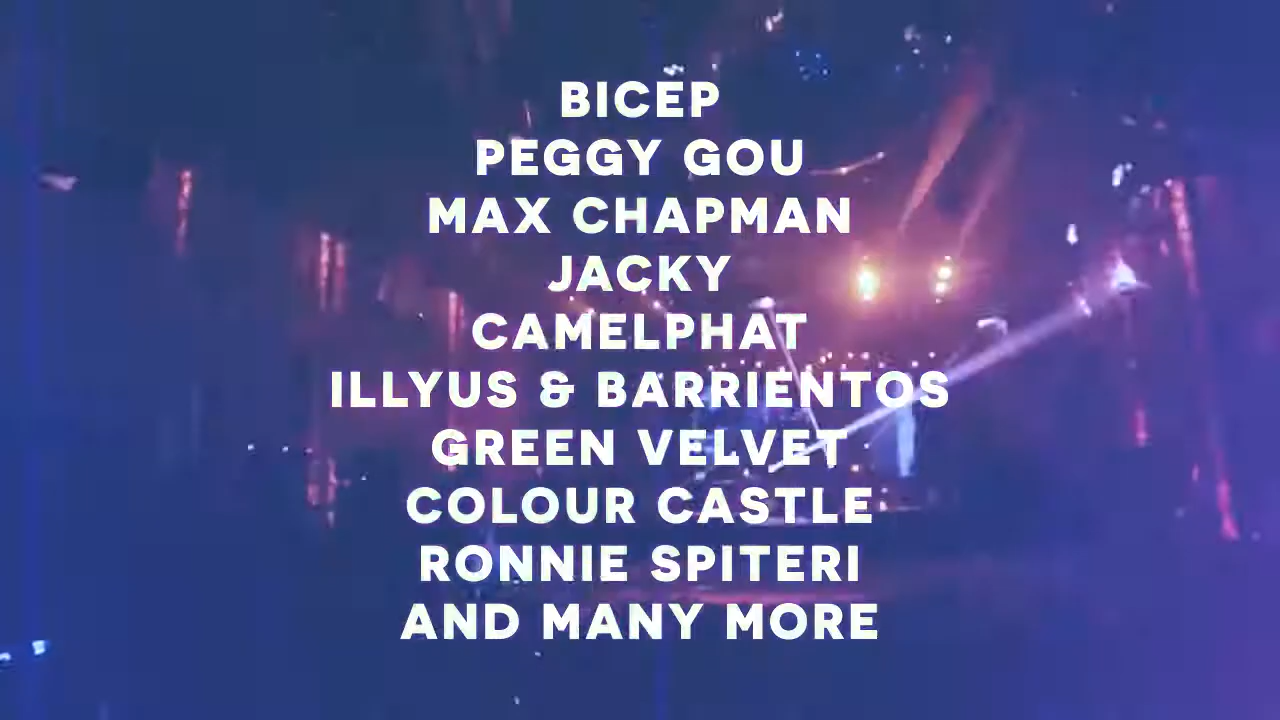 BICEP
PEGGY GOU
MAX CHAPMAN
JACKY
CAMELPHAT
ILLYUS & BARRIENTOS
GREEN VELVET
COLOUR CASTLE
RONNIE SPITERI
AND MANY MORE